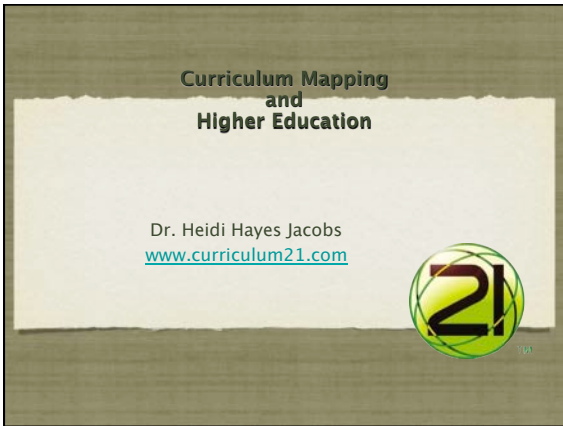 Curriculum Mapping
and
Higher Education
Dr. Heidi Hayes Jacobs
www.curriculum21.com
21